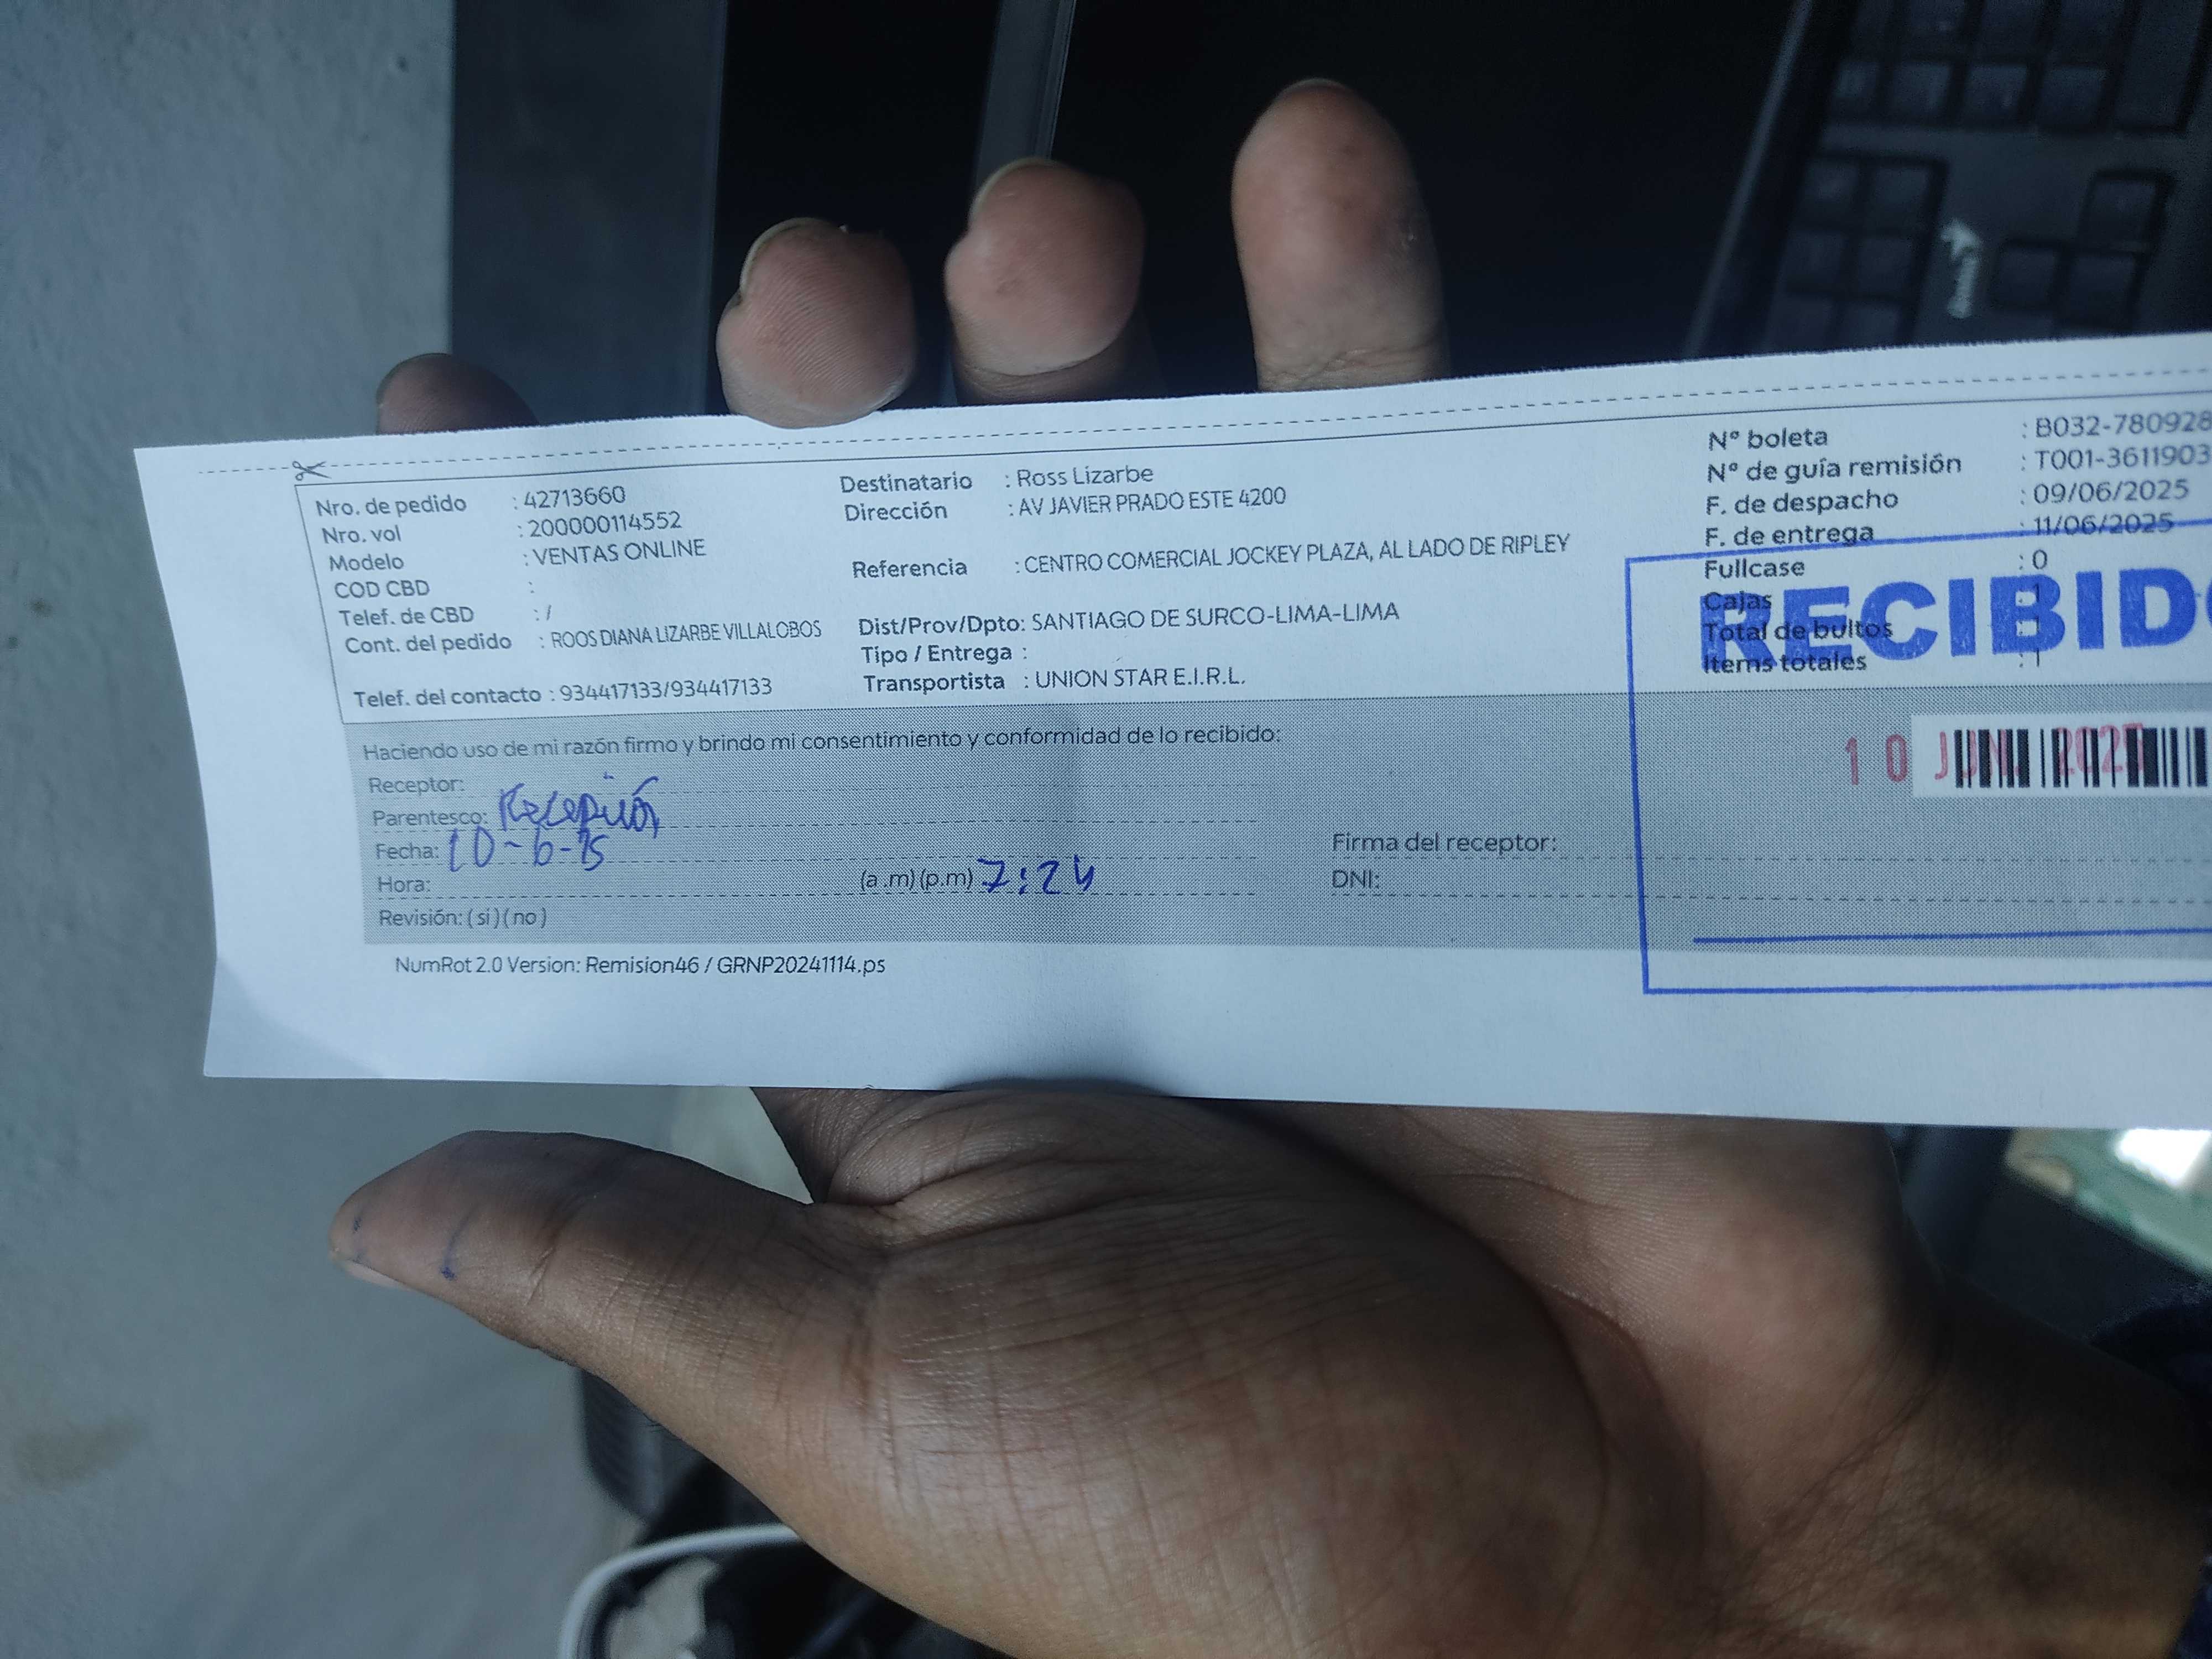 Nro. de pedido : 42713660
Nro. vol : 200000114552
Modelo : VENTAS ONLINE
COD CBD :
Telef. de CBD : /
Cont. del pedido : ROOS DIANA LIZARBE VILLALOBOS
Telef. del contacto : 934417133/934417133
Destinatario : Ross Lizarbe
Dirección : AV JAVIER PRADO ESTE 4200
Referencia : CENTRO COMERCIAL JOCKEY PLAZA, AL LADO DE RIPLEY
Dist/Prov/Dpto: SANTIAGO DE SURCO-LIMA-LIMA
Tipo / Entrega :
Transportista : UNION STAR E.I.R.L.
N° boleta : B032-780928
N° de guía remisión : T001-3611903
F. de despacho : 09/06/2025
F. de entrega : 11/06/2025
Fullcase : 0
Cajas : 1
Total de bultos : 1
Items totales : 1
RECIBIDO
10 JUN. 2025
Haciendo uso de mi razón firmo y brindo mi consentimiento y conformidad de lo recibido:
Receptor:
Parentesco: Recepción
Fecha: 10-6-25
Hora: (a .m) (p.m) 7:24
Revisión: ( si ) ( no )
Firma del receptor:
DNI:
NumRot 2.0 Version: Remision46 / GRNP20241114.ps